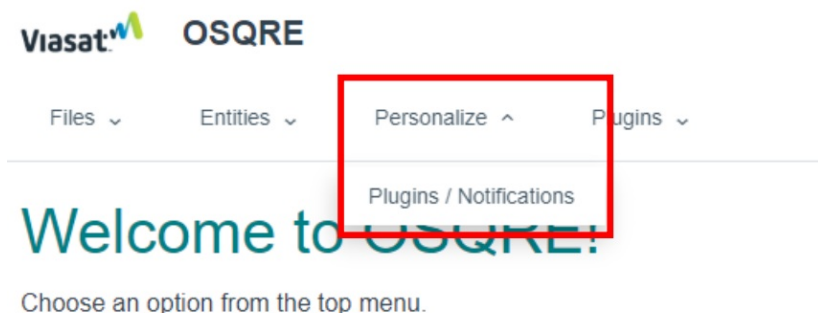 Viasat OSQRE
Files Entities Personalize Plugins
Plugins / Notifications
Welcome to OSQRE!
Choose an option from the top menu.